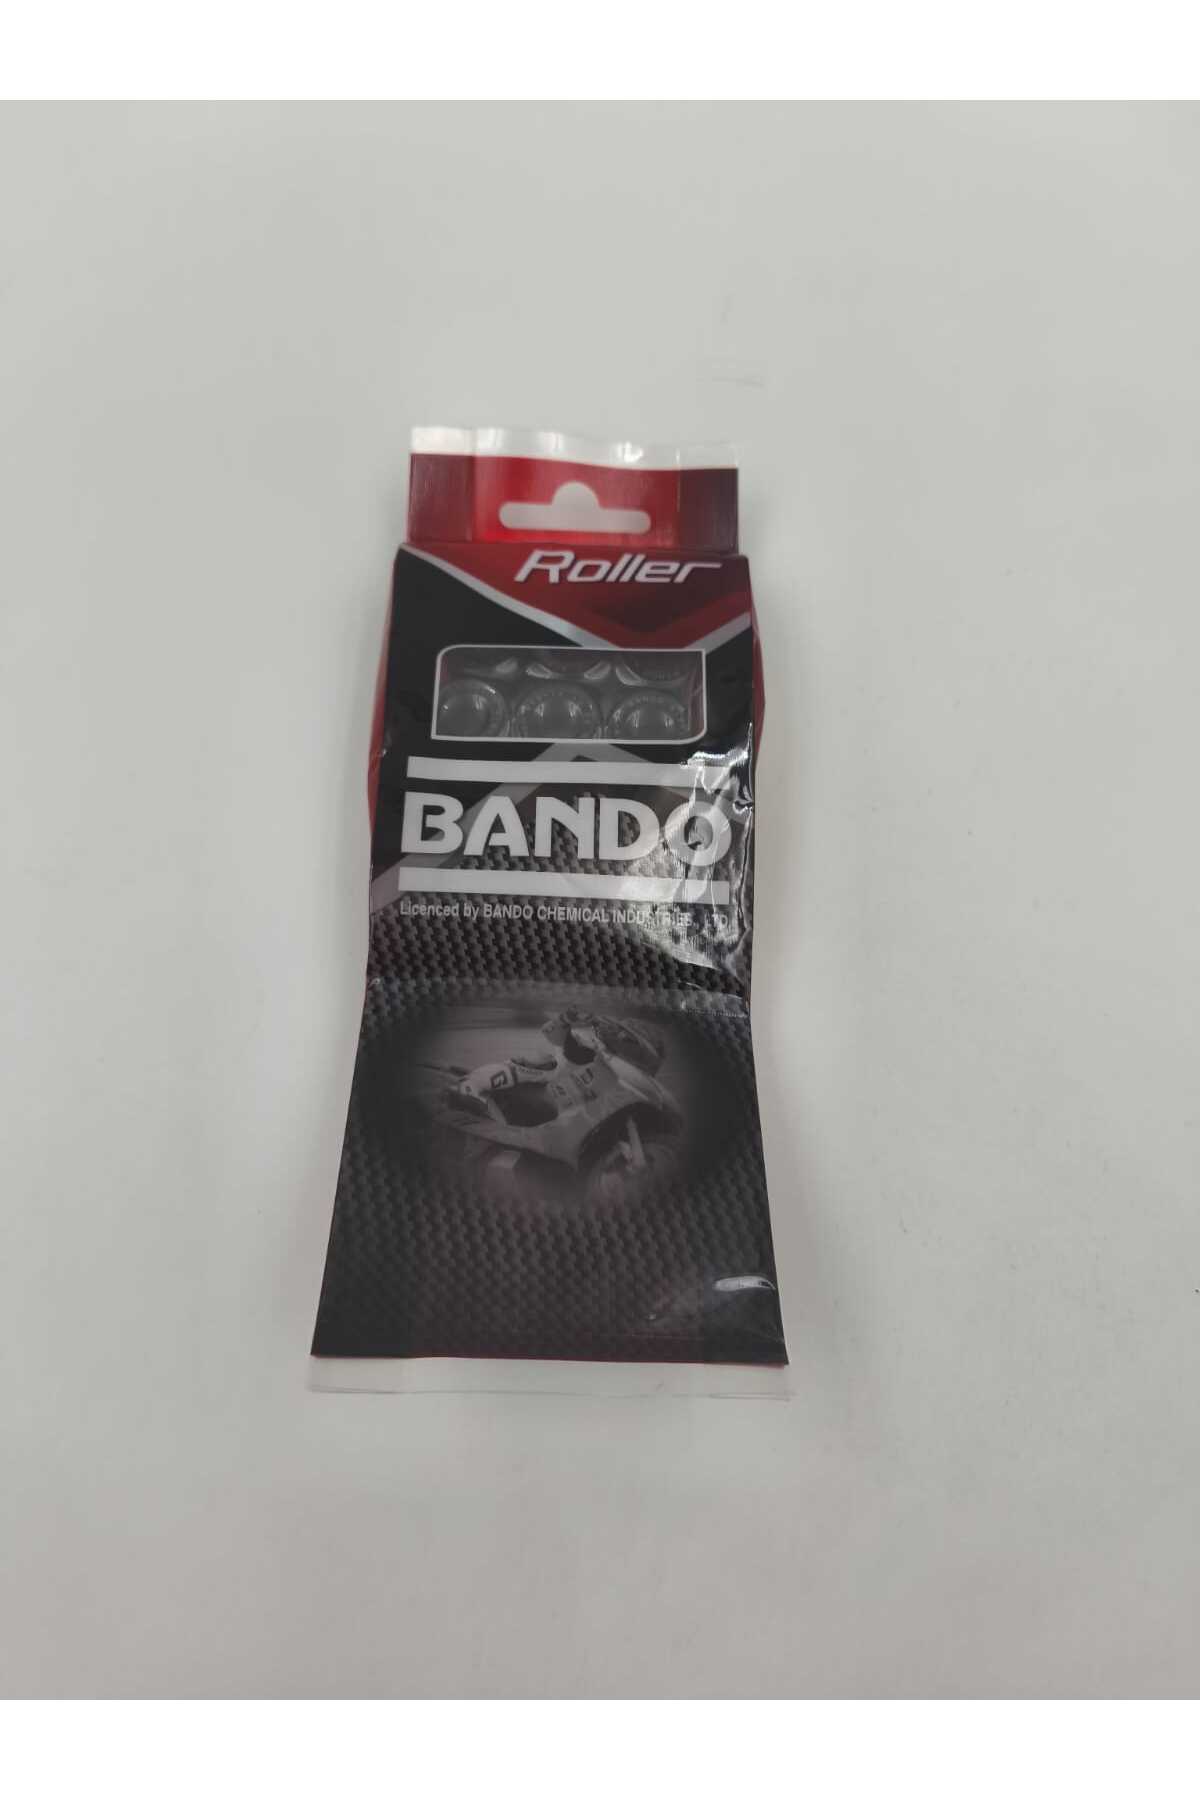 Roller
BANDO
Licenced by BANDO CHEMICAL INDUSTRIES., LTD.